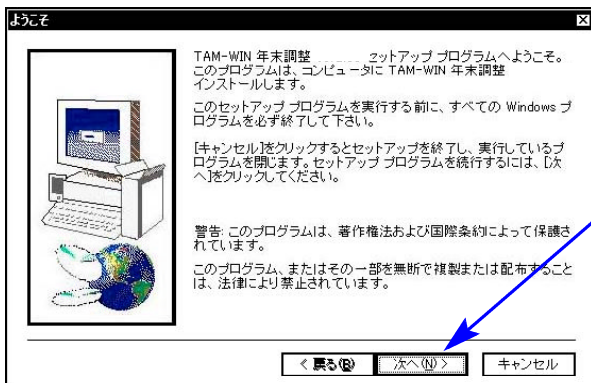 ようこそ
TAM-WIN 年末調整 セットアップ プログラムへようこそ。
このプログラムは、コンピュータに TAM-WIN 年末調整
インストールします。
このセットアップ プログラムを実行する前に、すべての Windows プ
ログラムを必ず終了して下さい。
[キャンセル]をクリックするとセットアップを終了し、実行しているプ
ログラムを閉じます。セットアップ プログラムを続行するには、[次
へ]をクリックしてください。
警告: このプログラムは、著作権法および国際条約によって保護さ
れています。
このプログラム、またはその一部を無断で複製または配布すること
は、法律により禁止されています。
< 戻る(B) 次へ(N) > キャンセル